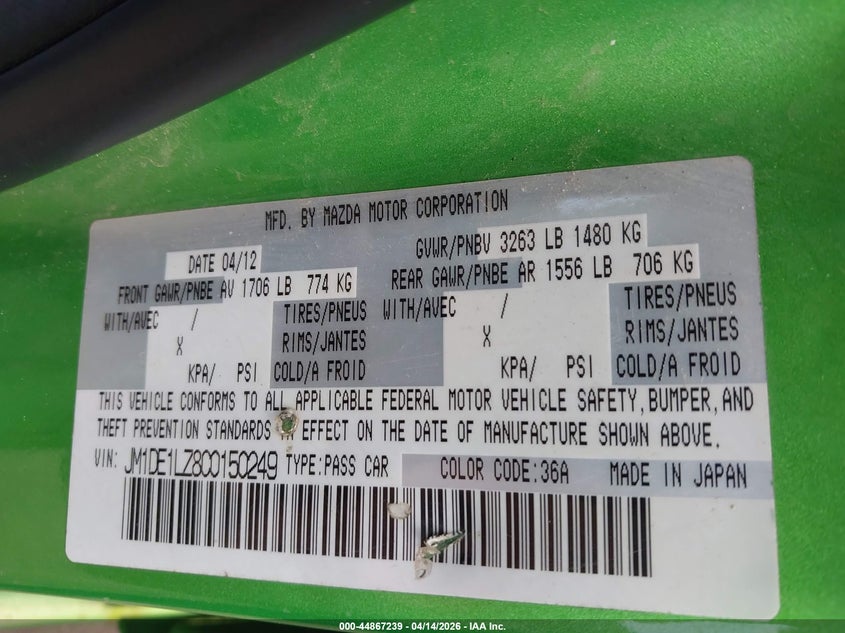 MFD. BY MAZDA MOTOR CORPORATION
DATE 04/12 GVWR/PNBV 3263 LB 1480 KG
FRONT GAWR/PNBE AV 1706 LB 774 KG REAR GAWR/PNBE AR 1556 LB 706 KG
WITH/AVEC / TIRES/PNEUS WITH/AVEC / TIRES/PNEUS
X RIMS/JANTES X RIMS/JANTES
KPA/ PSI COLD/A FROID KPA/ PSI COLD/A FROID
THIS VEHICLE CONFORMS TO ALL APPLICABLE FEDERAL MOTOR VEHICLE SAFETY, BUMPER, AND
THEFT PREVENTION STANDARDS EFFECT ON THE DATE OF MANUFACTURE SHOWN ABOVE.
VIN: JM1DE1LZ8C0150249 TYPE:PASS CAR COLOR CODE:36A MADE IN JAPAN
000-44867239 - 04/14/2026 - IAA Inc.